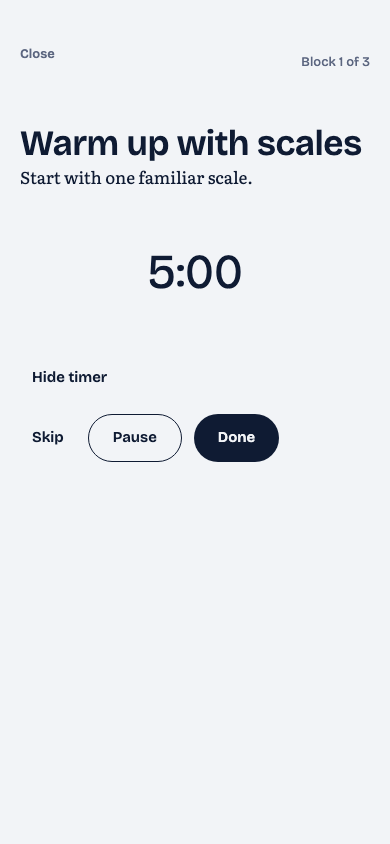 Close
Block 1 of 3
Warm up with scales
Start with one familiar scale.
5:00
Hide timer
Skip
Pause
Done